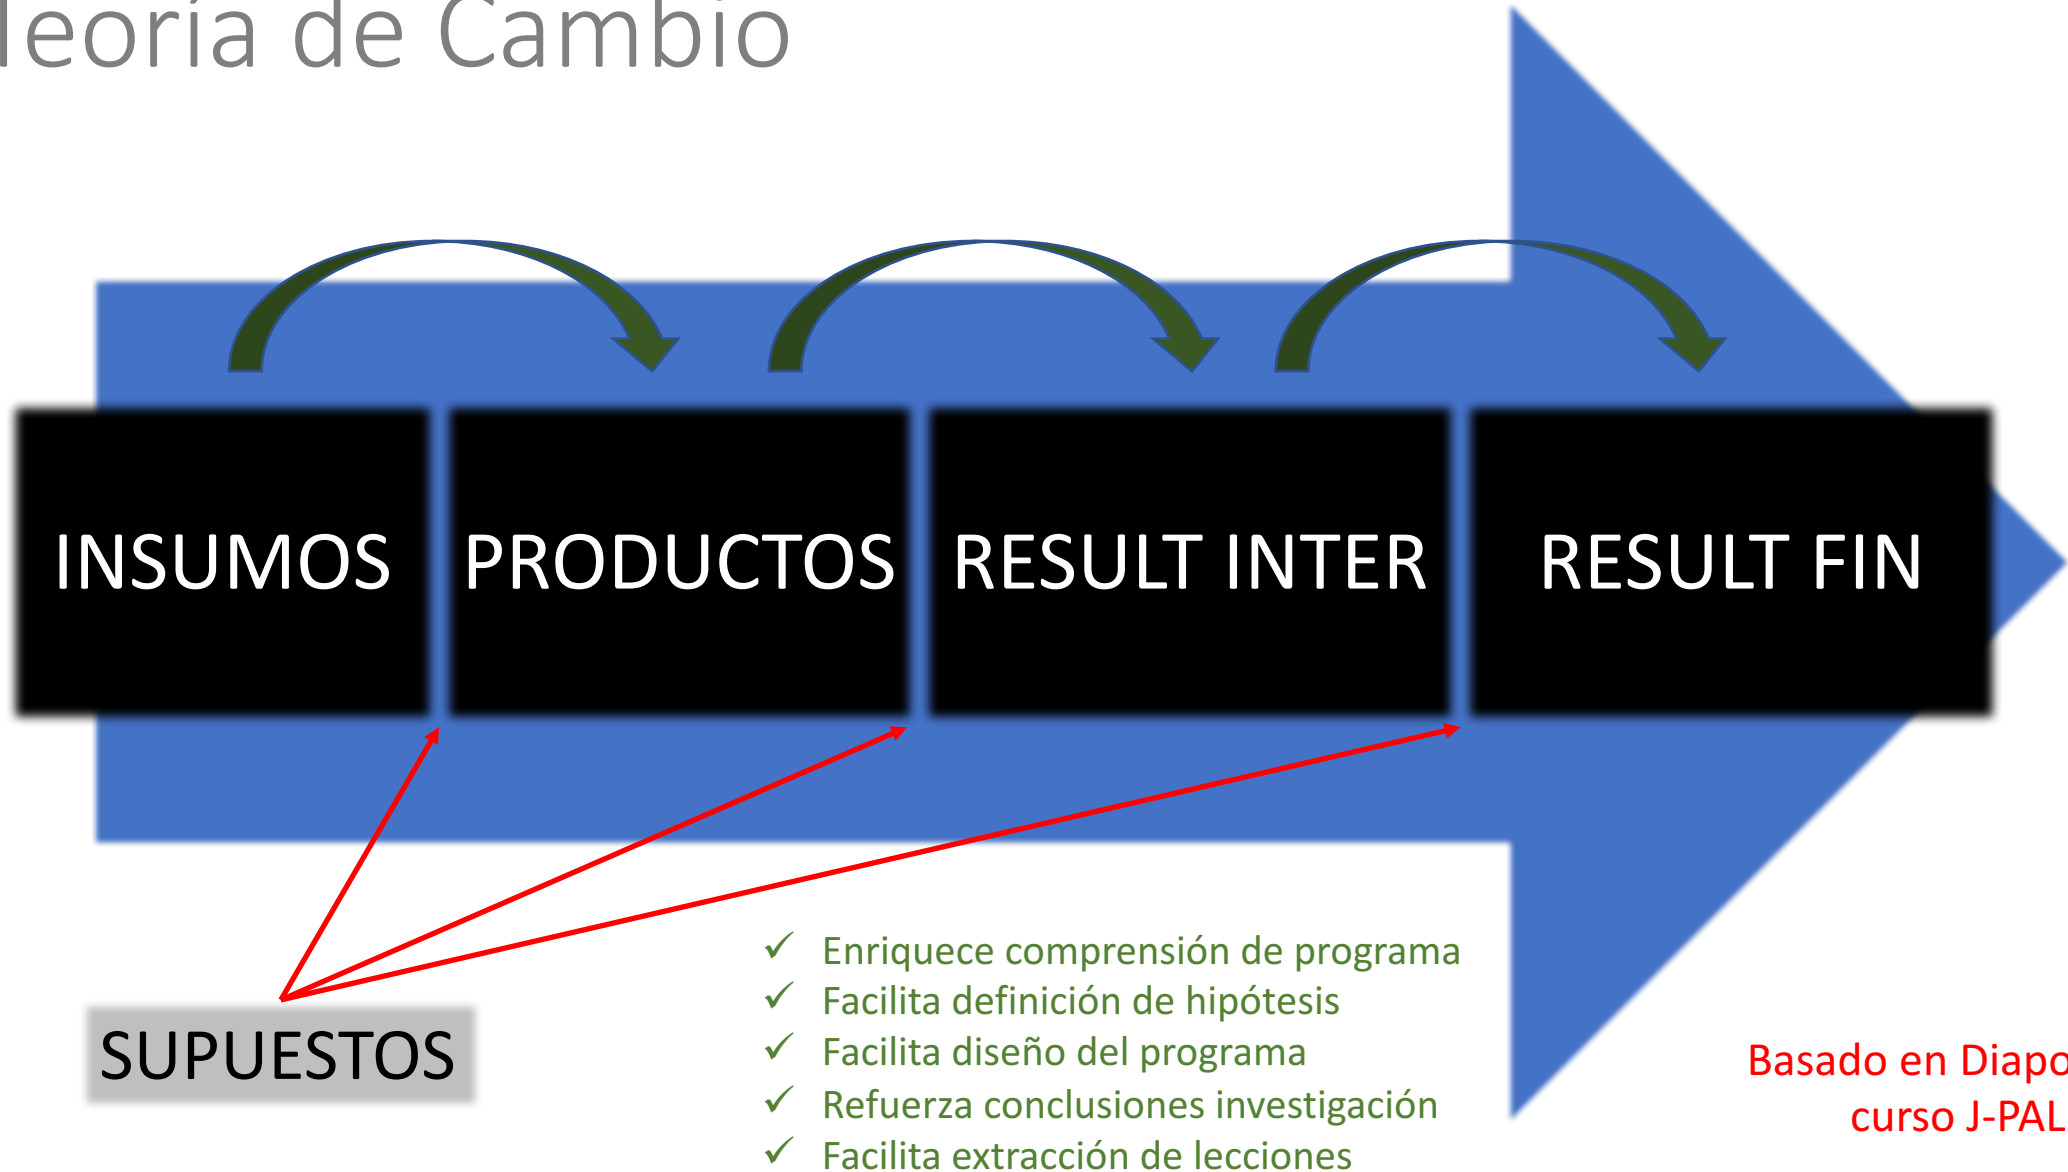 Teoría de Cambio
INSUMOS PRODUCTOS RESULT INTER RESULT FIN
SUPUESTOS
✓ Enriquece comprensión de programa
✓ Facilita definición de hipótesis
✓ Facilita diseño del programa
✓ Refuerza conclusiones investigación
✓ Facilita extracción de lecciones
Basado en Diapo
curso J-PAL